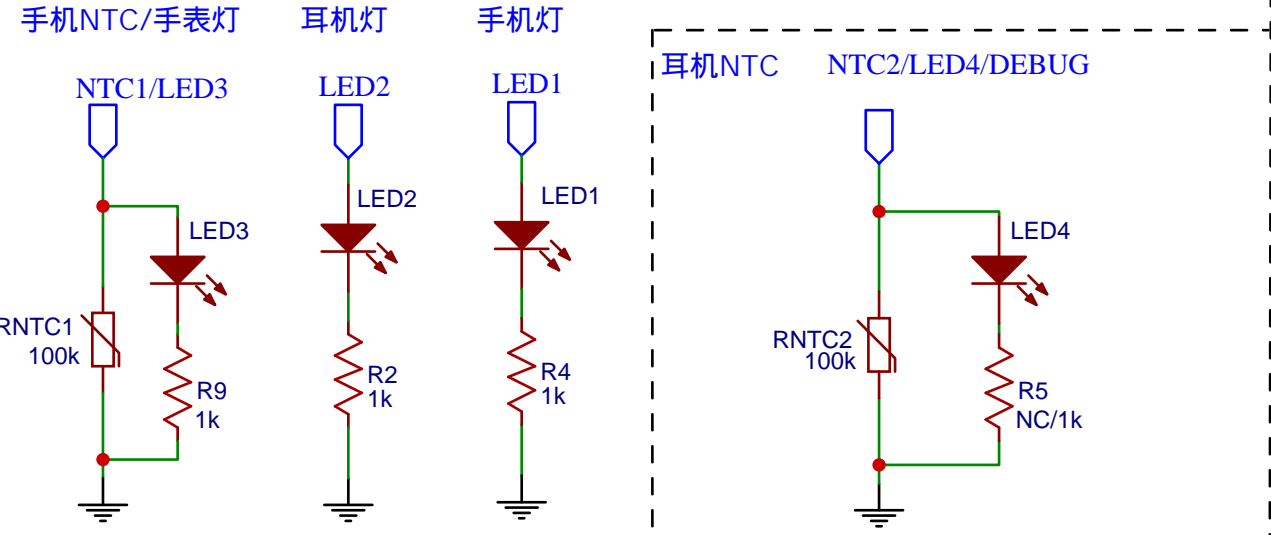 手机NTC/手表灯
耳机灯
手机灯
耳机NTC
NTC2/LED4/DEBUG
NTC1/LED3
LED2
LED1
LED3
LED2
LED1
LED4
RNTC1
100k
R9
1k
R2
1k
R4
1k
RNTC2
100k
R5
NC/1k